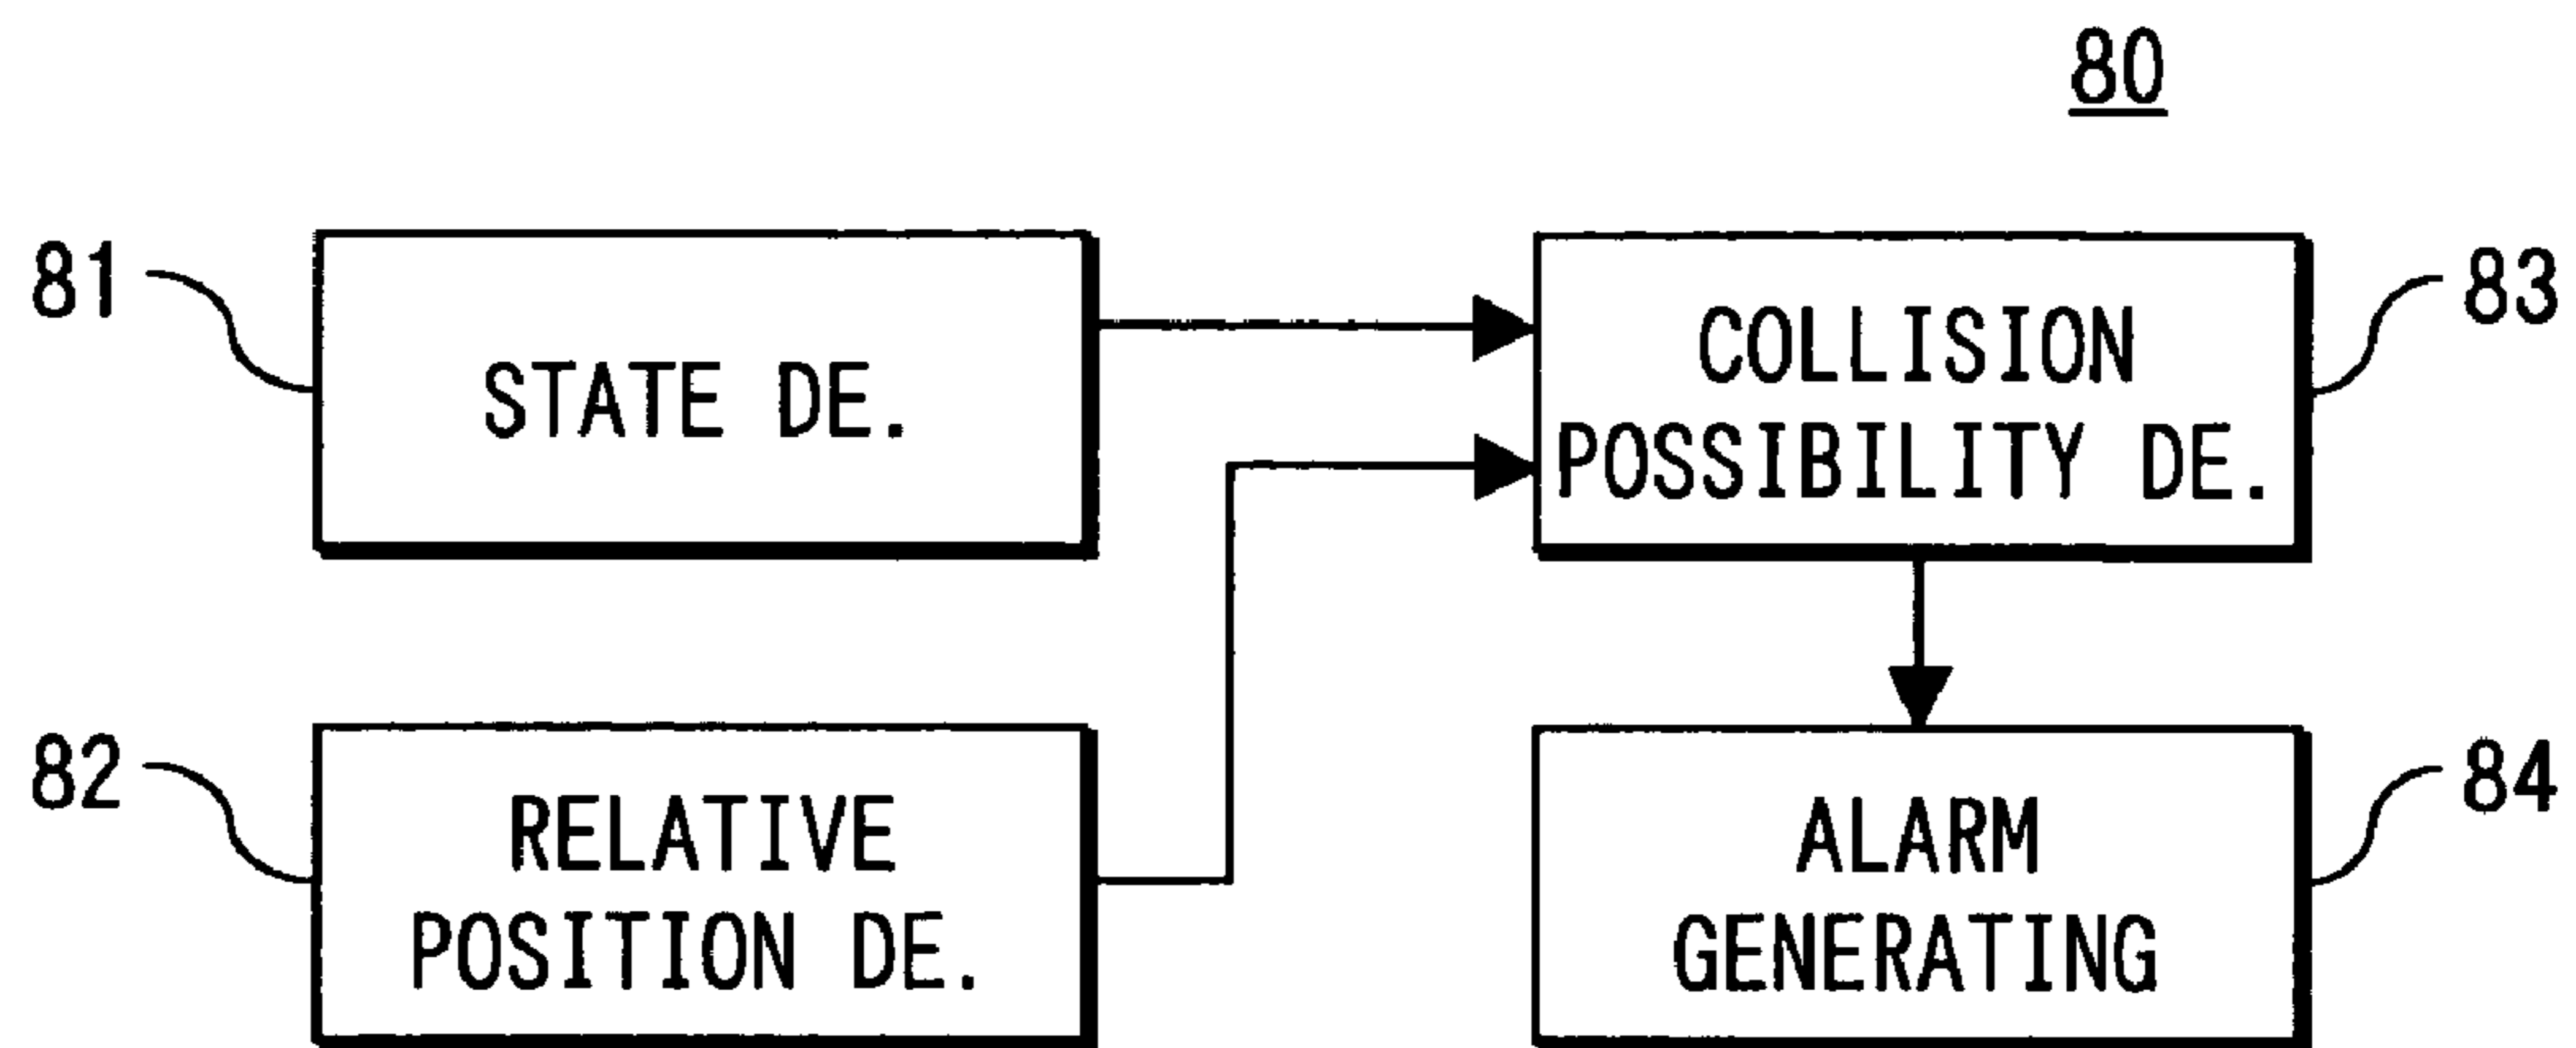 80
81
STATE DE.
COLLISION
POSSIBILITY DE.
83
82
RELATIVE
POSITION DE.
ALARM
GENERATING
84